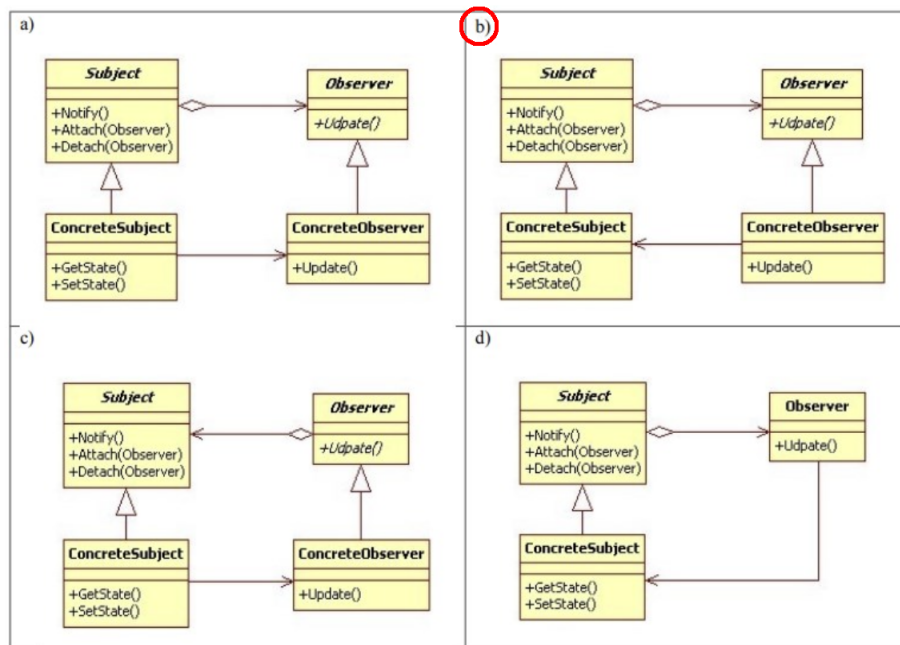 a)
Subject
+Notify()
+Attach(Observer)
+Detach(Observer)
Observer
+Udpate()
ConcreteSubject
+GetState()
+SetState()
ConcreteObserver
+Update()
b)
Subject
+Notify()
+Attach(Observer)
+Detach(Observer)
Observer
+Udpate()
ConcreteSubject
+GetState()
+SetState()
ConcreteObserver
+Update()
c)
Subject
+Notify()
+Attach(Observer)
+Detach(Observer)
Observer
+Udpate()
ConcreteSubject
+GetState()
+SetState()
ConcreteObserver
+Update()
d)
Subject
+Notify()
+Attach(Observer)
+Detach(Observer)
Observer
+Udpate()
ConcreteSubject
+GetState()
+SetState()